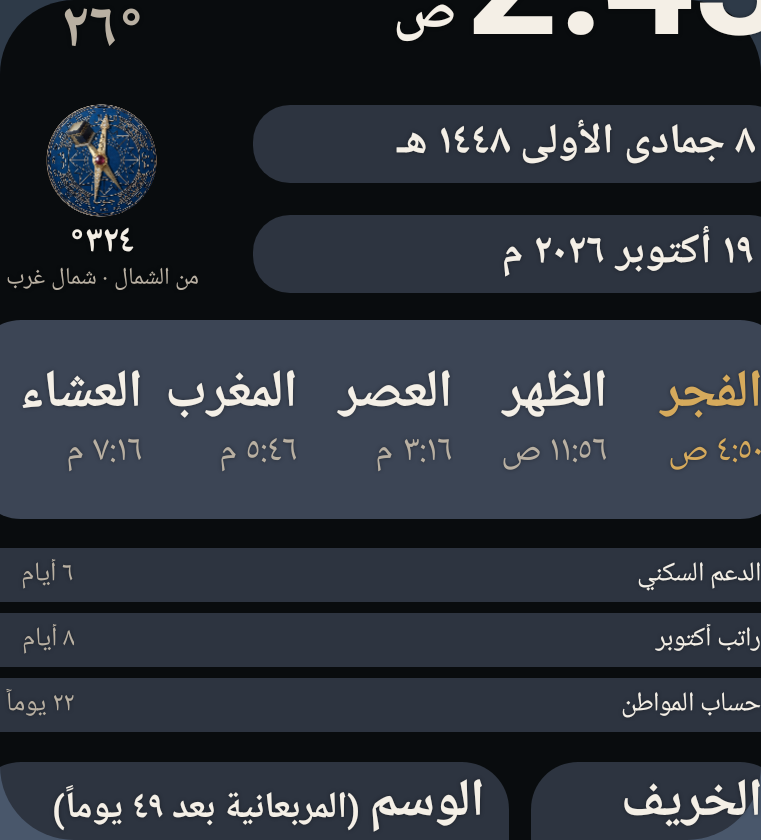 ص ٢٦°
٨ جمادى الأولى ١٤٤٨ هـ
١٩ أكتوبر ٢٠٢٦ م
٣٢٤°
من الشمال · شمال غرب
الفجر الظهر العصر المغرب العشاء
٤:٥٠ ص ١١:٥٦ ص ٣:١٦ م ٥:٤٦ م ٧:١٦ م
الدعم السكني ٦ أيام
راتب أكتوبر ٨ أيام
حساب المواطن ٢٢ يوماً
الخريف الوسم (المربعانية بعد ٤٩ يوماً)